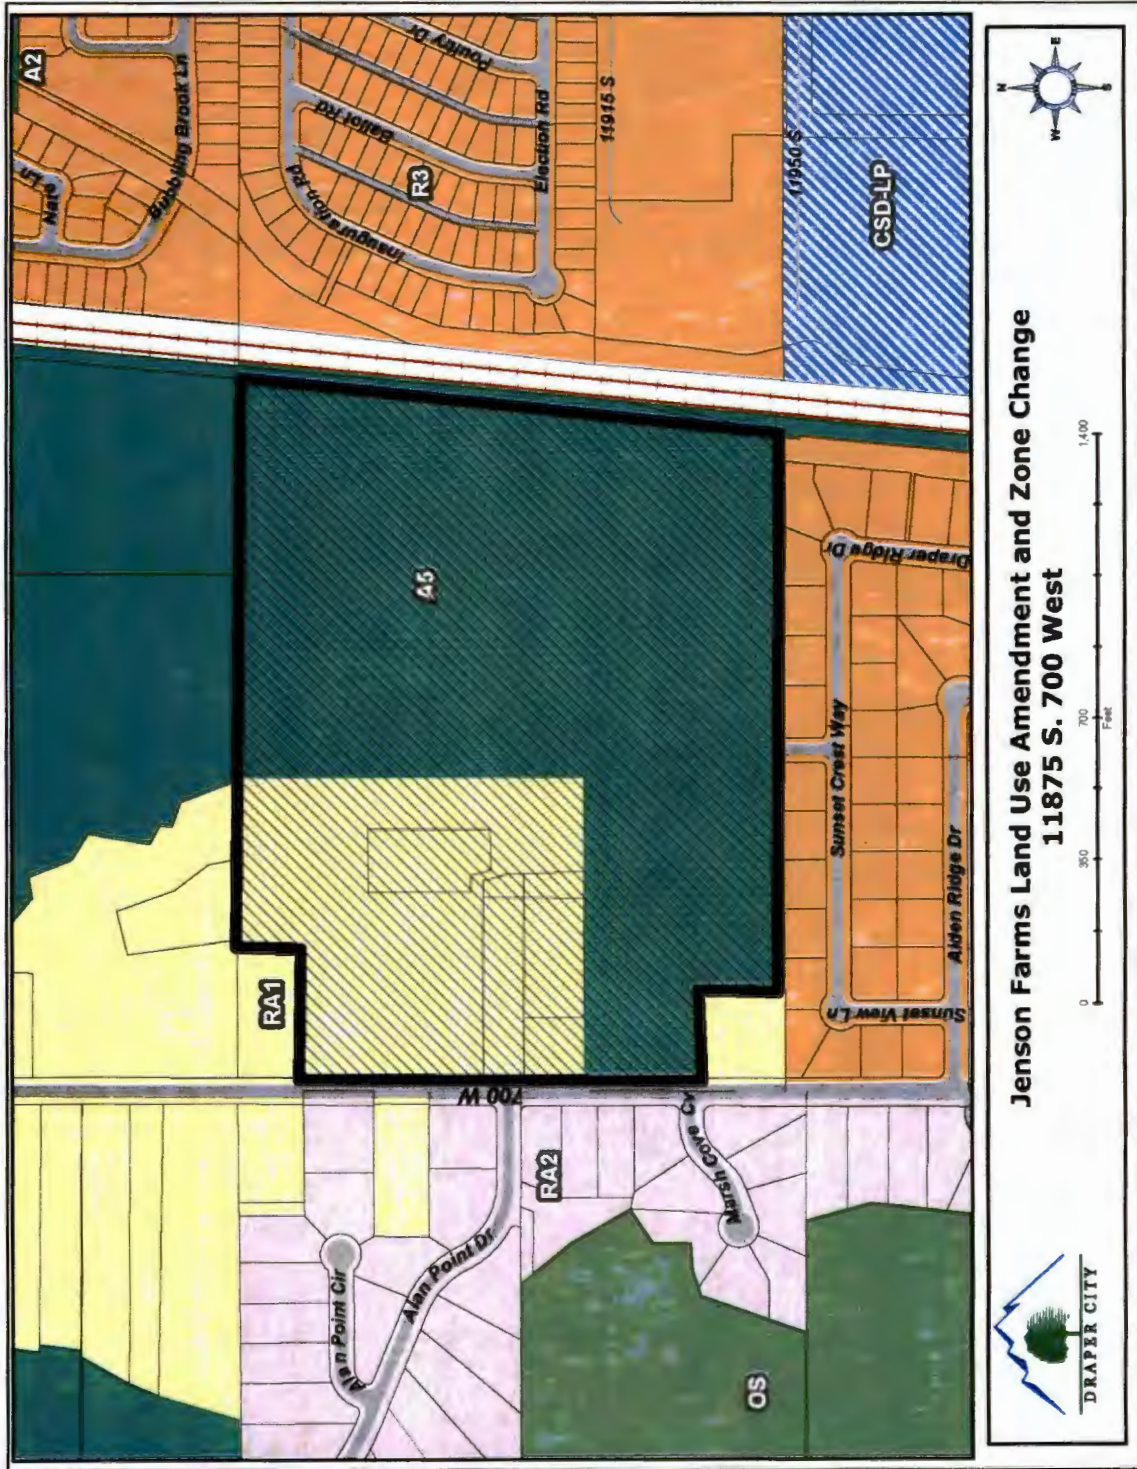 A2
Nate Ln
Bubbling Brook Ln
Inauguration Rd
Ballot Rd
Poultry Dr
R3
Election Rd
11915 S
11950 S
CSD-LP
A5
RA1
700 W
Sunset Crest Way
Draper Ridge Dr
Alden Ridge Dr
Sunset View Ln
Alan Point Cir
Alan Point Dr
RA2
Marsh Cove Cv
OS
N
E
S
W
Jenson Farms Land Use Amendment and Zone Change
11875 S. 700 West
0 350 700 1,400
Feet
DRAPER CITY